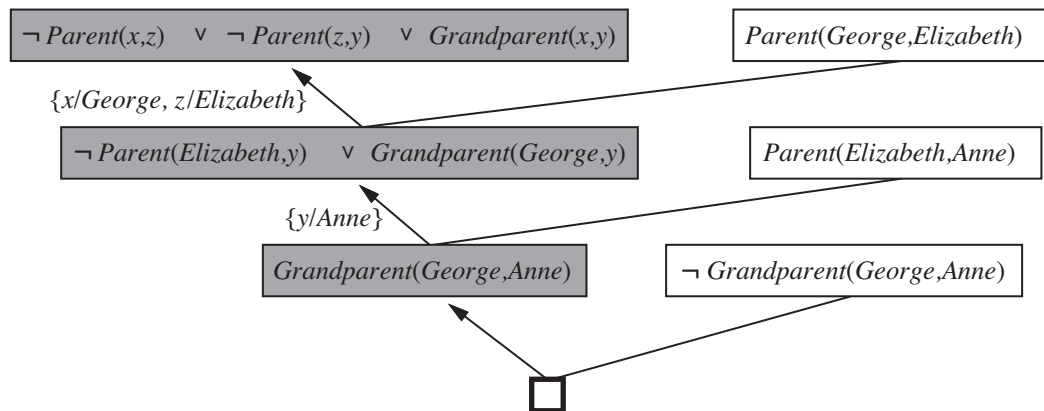 ¬ Parent(x,z) ∨ ¬ Parent(z,y) ∨ Grandparent(x,y)
Parent(George,Elizabeth)
{x/George, z/Elizabeth}
¬ Parent(Elizabeth,y) ∨ Grandparent(George,y)
Parent(Elizabeth,Anne)
{y/Anne}
Grandparent(George,Anne)
¬ Grandparent(George,Anne)